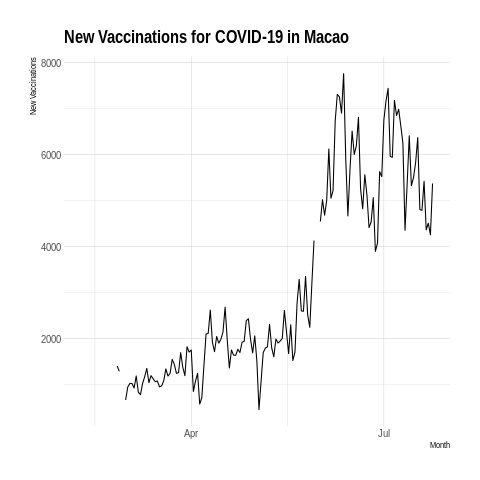 New Vaccinations for COVID-19 in Macao
New Vaccinations
8000
6000
4000
2000
Apr
Jul
Month